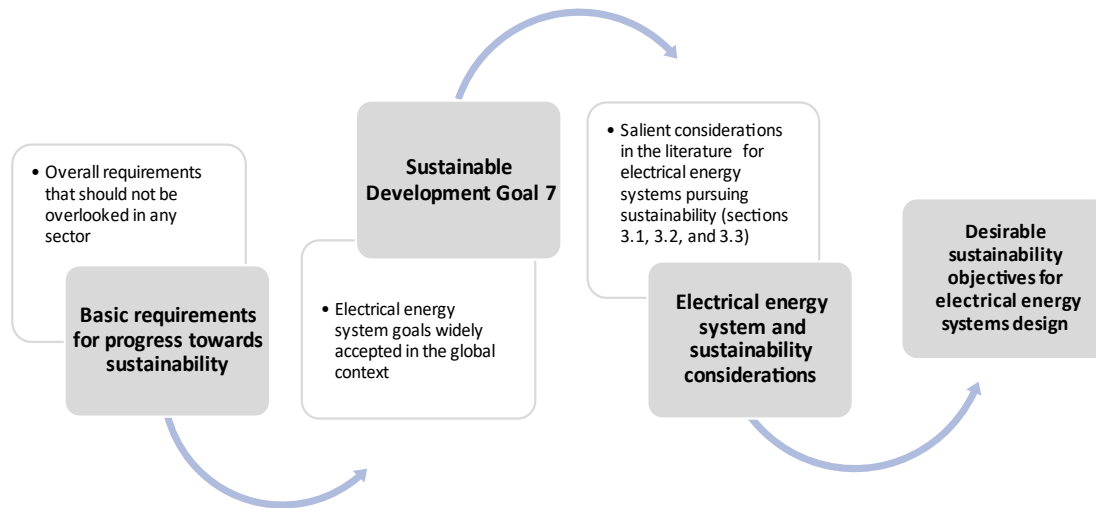 • Overall requirements
that should not be
overlooked in any
sector
Basic requirements
for progress towards
sustainability
Sustainable
Development Goal 7
• Electrical energy
system goals widely
accepted in the global
context
• Salient considerations
in the literature for
electrical energy
systems pursuing
sustainability (sections
3.1, 3.2, and 3.3)
Electrical energy
system and
sustainability
considerations
Desirable
sustainability
objectives for
electrical energy
systems design